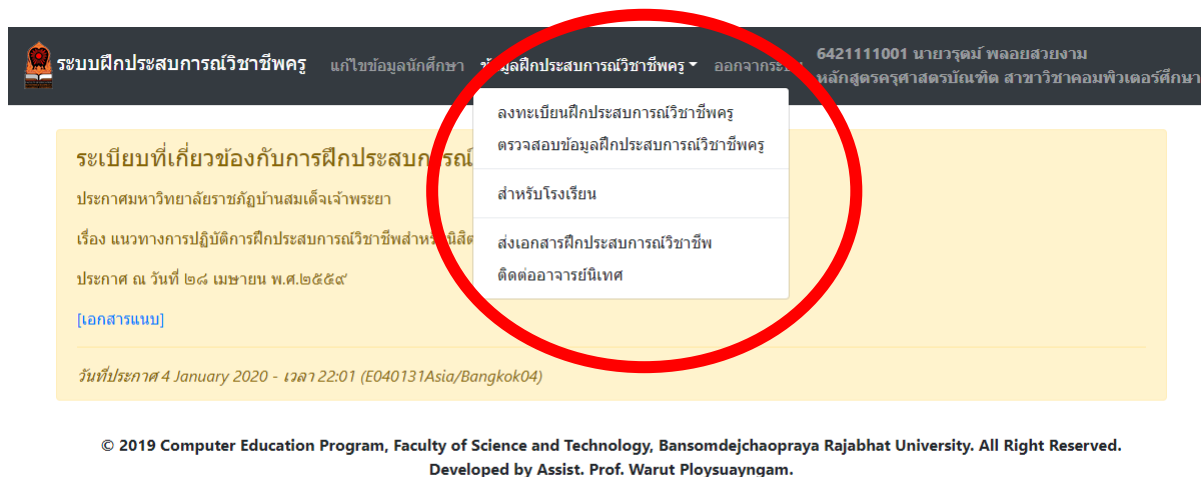 ระบบฝึกประสบการณ์วิชาชีพครู แก้ไขข้อมูลนักศึกษา ข้อมูลฝึกประสบการณ์วิชาชีพครู ออกจากระบบ
6421111001 นายวรุตม์ พลอยสวยงาม
หลักสูตรครุศาสตรบัณฑิต สาขาวิชาคอมพิวเตอร์ศึกษา
ลงทะเบียนฝึกประสบการณ์วิชาชีพครู
ตรวจสอบข้อมูลฝึกประสบการณ์วิชาชีพครู
สำหรับโรงเรียน
ส่งเอกสารฝึกประสบการณ์วิชาชีพ
ติดต่ออาจารย์นิเทศ
ระเบียบที่เกี่ยวข้องกับการฝึกประสบการณ์
ประกาศมหาวิทยาลัยราชภัฏบ้านสมเด็จเจ้าพระยา
เรื่อง แนวทางการปฏิบัติการฝึกประสบการณ์วิชาชีพสำหรับนิสิต
ประกาศ ณ วันที่ ๒๘ เมษายน พ.ศ.๒๕๕๙
[เอกสารแนบ]
วันที่ประกาศ 4 January 2020 - เวลา 22:01 (E040131Asia/Bangkok04)
© 2019 Computer Education Program, Faculty of Science and Technology, Bansomdejchaopraya Rajabhat University. All Right Reserved.
Developed by Assist. Prof. Warut Ploysuayngam.